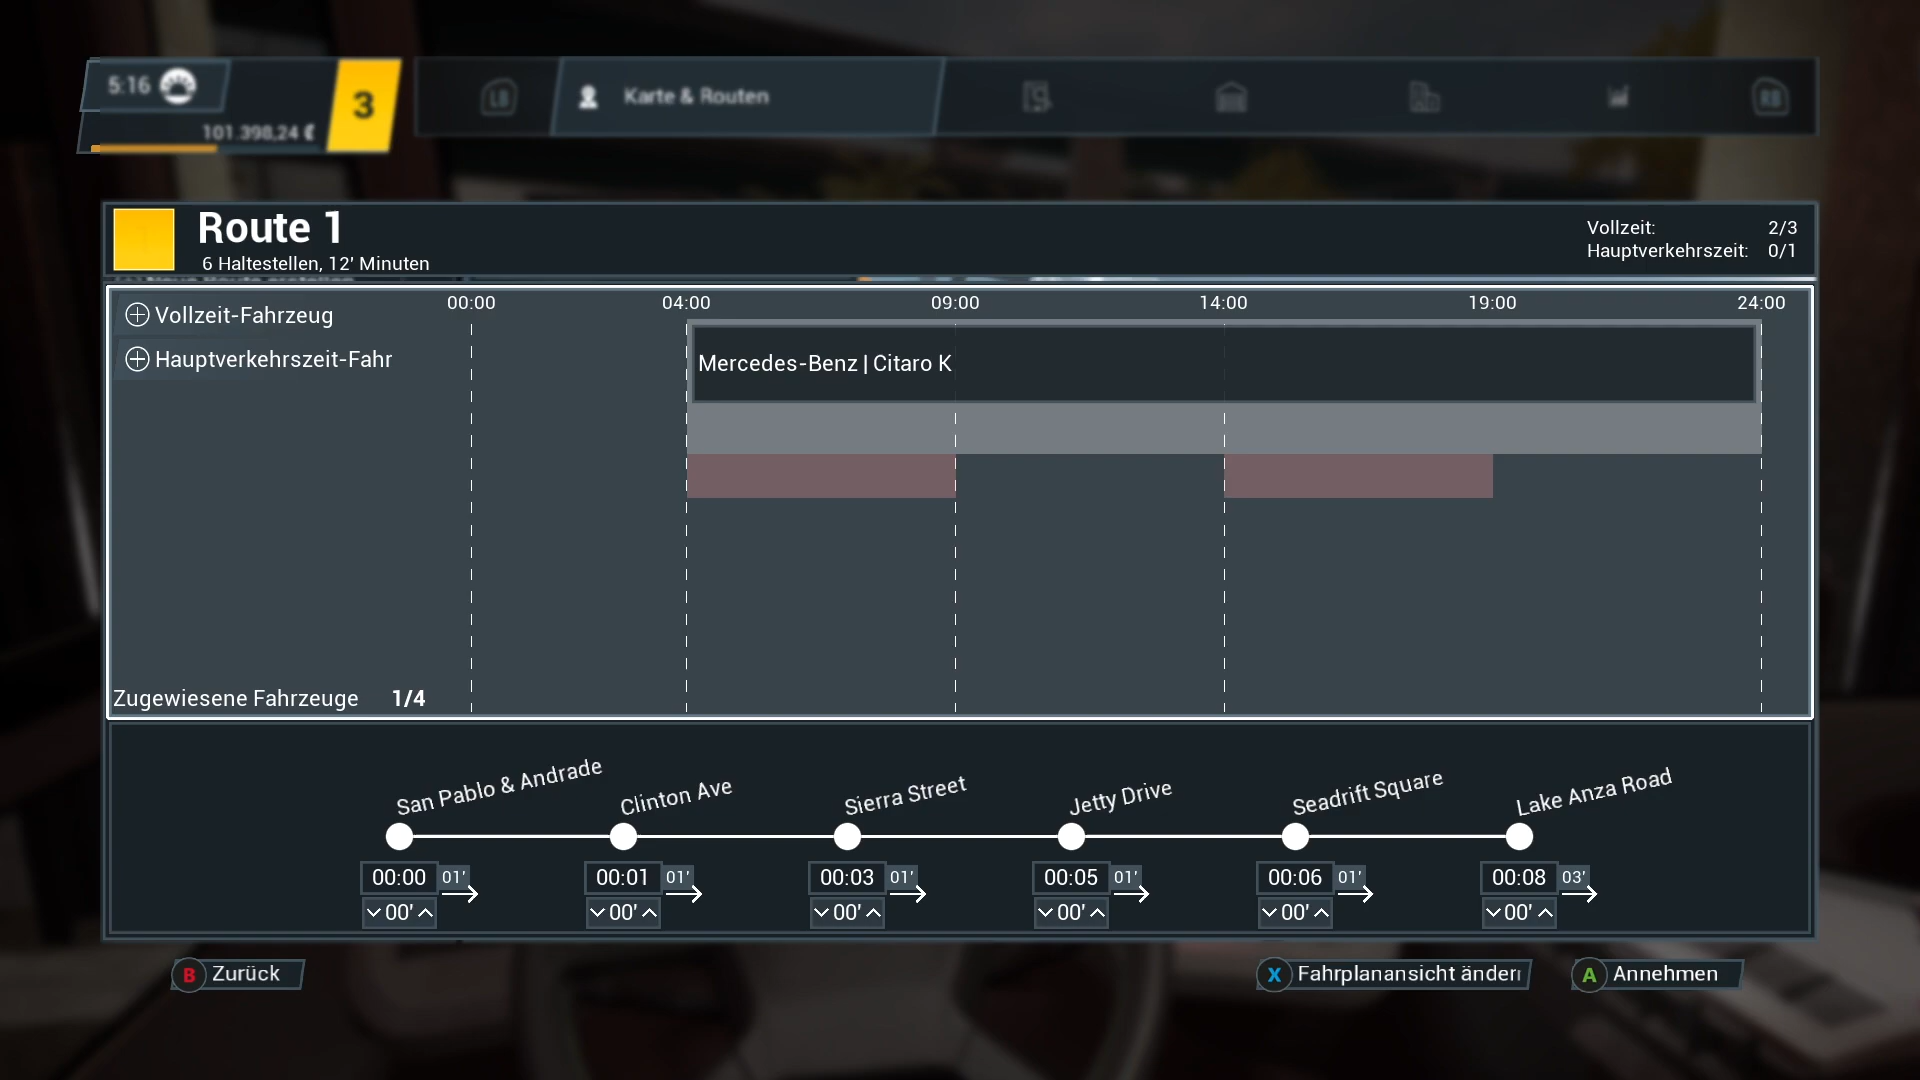 5:16
101.398,24 €
3
LB
Karte & Routen
RB
Route 1
6 Haltestellen, 12' Minuten
Vollzeit: 2/3
Hauptverkehrszeit: 0/1
00:00 04:00 09:00 14:00 19:00 24:00
Vollzeit-Fahrzeug
Hauptverkehrszeit-Fahr
Mercedes-Benz | Citaro K
Zugewiesene Fahrzeuge 1/4
San Pablo & Andrade
Clinton Ave
Sierra Street
Jetty Drive
Seadrift Square
Lake Anza Road
00:00 01' 00:01 01' 00:03 01' 00:05 01' 00:06 01' 00:08 03'
00' 00' 00' 00' 00' 00'
B Zurück
X Fahrplanansicht änder
A Annehmen